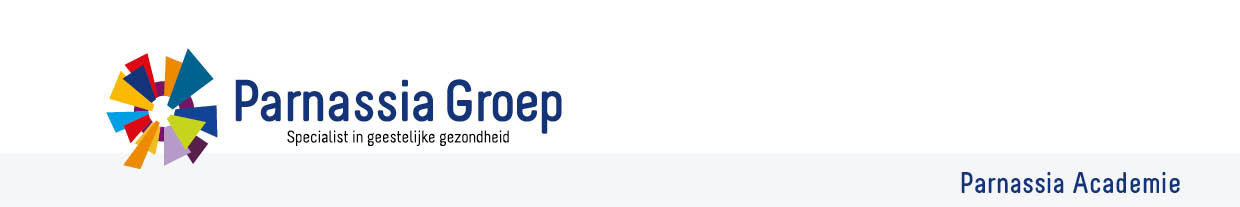 Parnassia Groep
Specialist in geestelijke gezondheid
Parnassia Academie